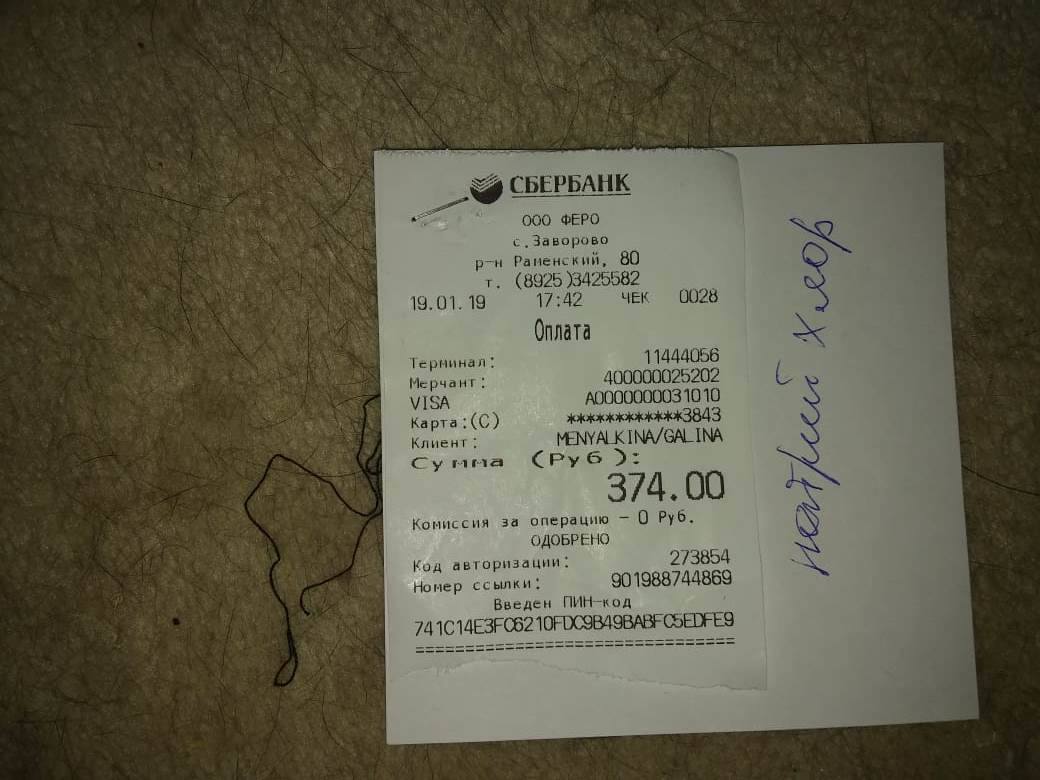 СБЕРБАНК
ООО ФЕРО
с.Заворово
р-н Раменский, 80
т. (8925)3425582
19.01.19 17:42 ЧЕК 0028
Оплата
Терминал: 11444056
Мерчант: 400000025202
VISA A0000000031010
Карта:(C) ************3843
Клиент: MENYALKINA/GALINA
Сумма (Руб):
374.00
Комиссия за операцию - 0 Руб.
ОДОБРЕНО
Код авторизации: 273854
Номер ссылки: 901988744869
Введен ПИН-код
741C14E3FC6210FDC9B49BABFC5EDFE9
==============================
натрий хлор